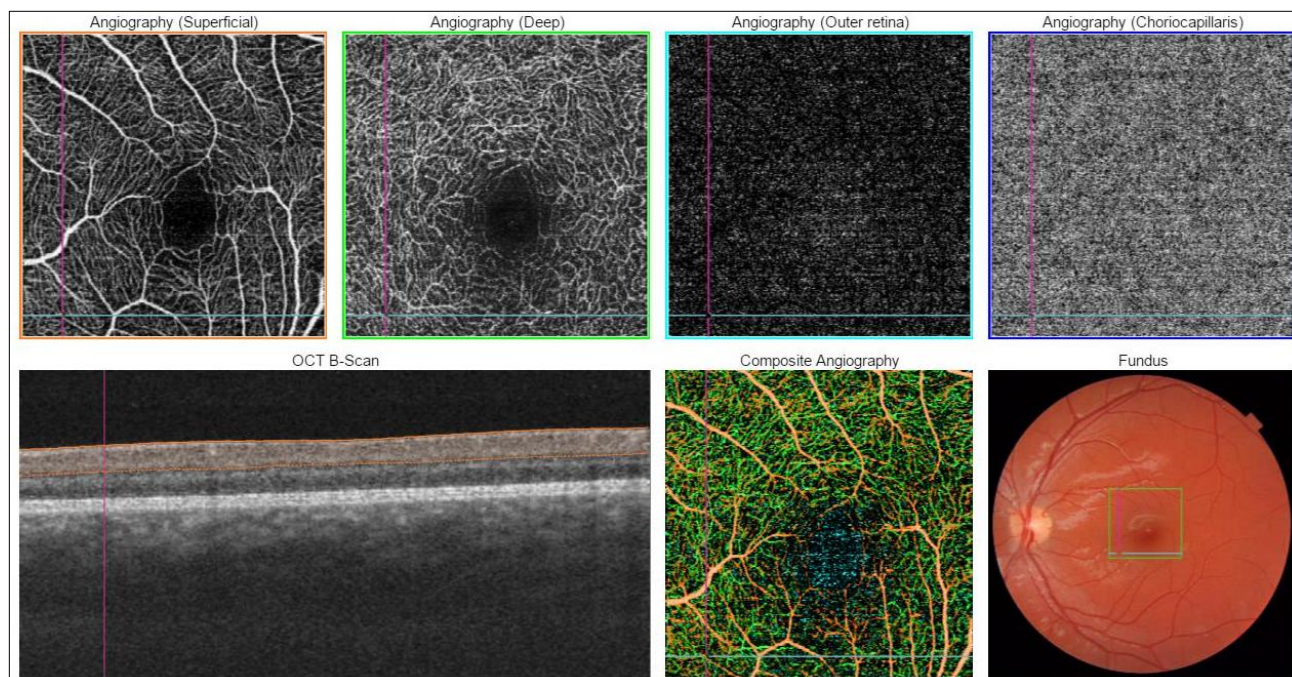 Angiography (Superficial)
Angiography (Deep)
Angiography (Outer retina)
Angiography (Choriocapillaris)
OCT B-Scan
Composite Angiography
Fundus